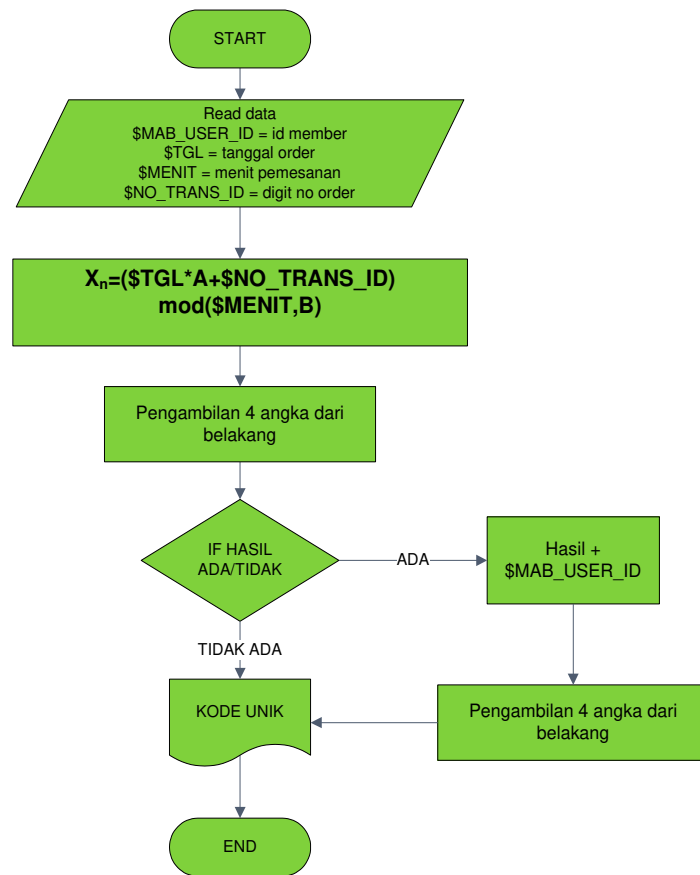 START
Read data
$MAB_USER_ID = id member
$TGL = tanggal order
$MENIT = menit pemesanan
$NO_TRANS_ID = digit no order
Xn=($TGL*A+$NO_TRANS_ID)
mod($MENIT,B)
Pengambilan 4 angka dari
belakang
IF HASIL
ADA/TIDAK
ADA
Hasil +
$MAB_USER_ID
TIDAK ADA
KODE UNIK
Pengambilan 4 angka dari
belakang
END